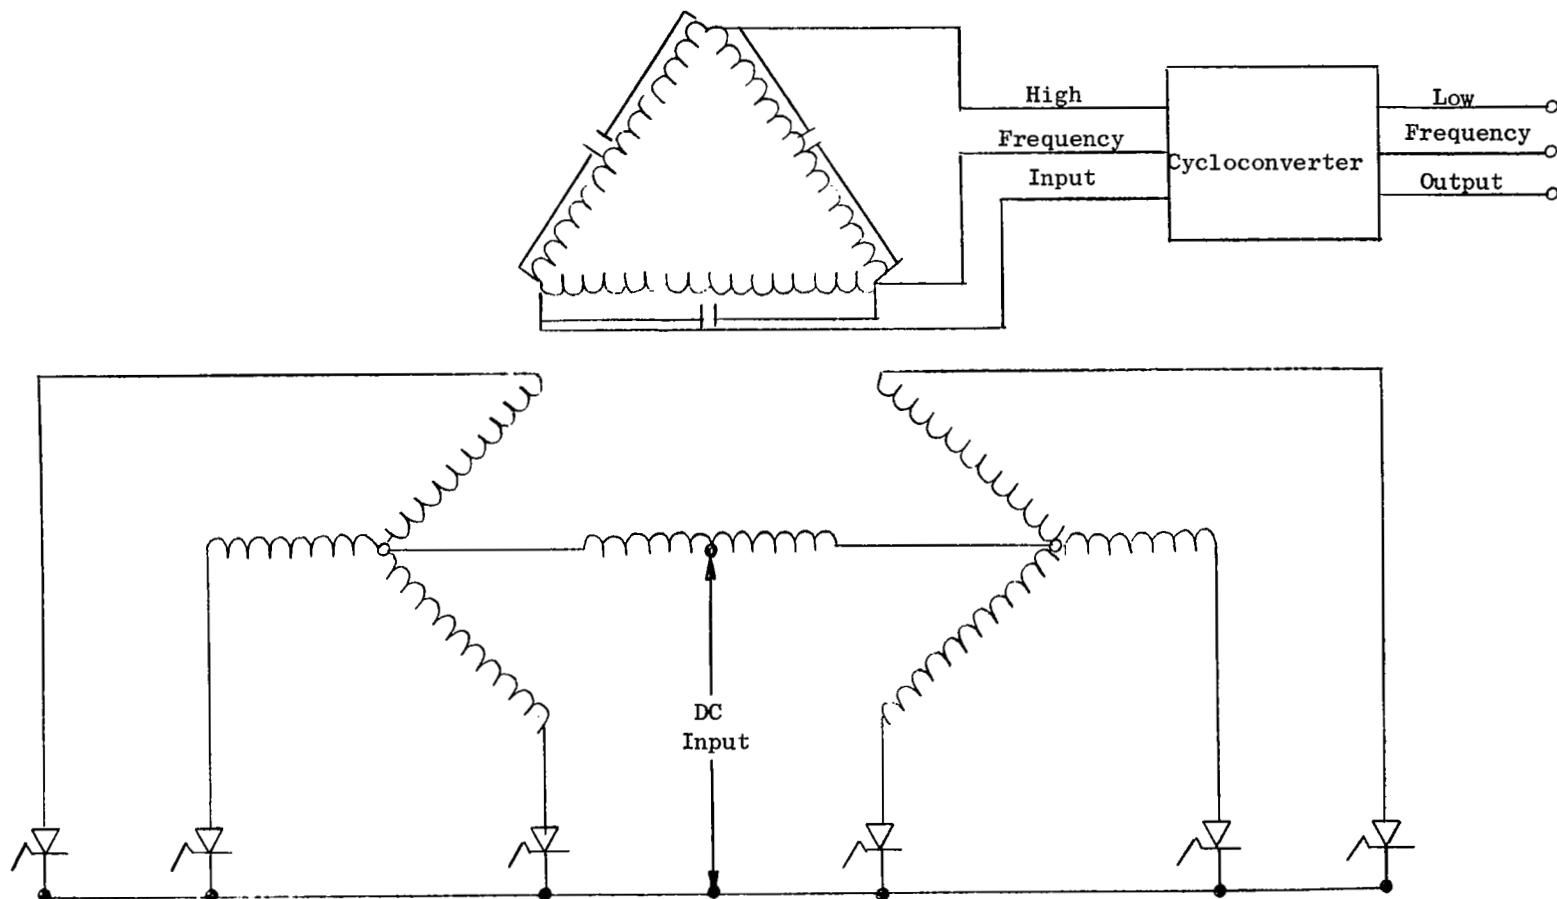 High
Frequency
Input
Cycloconverter
Low
Frequency
Output
DC
Input